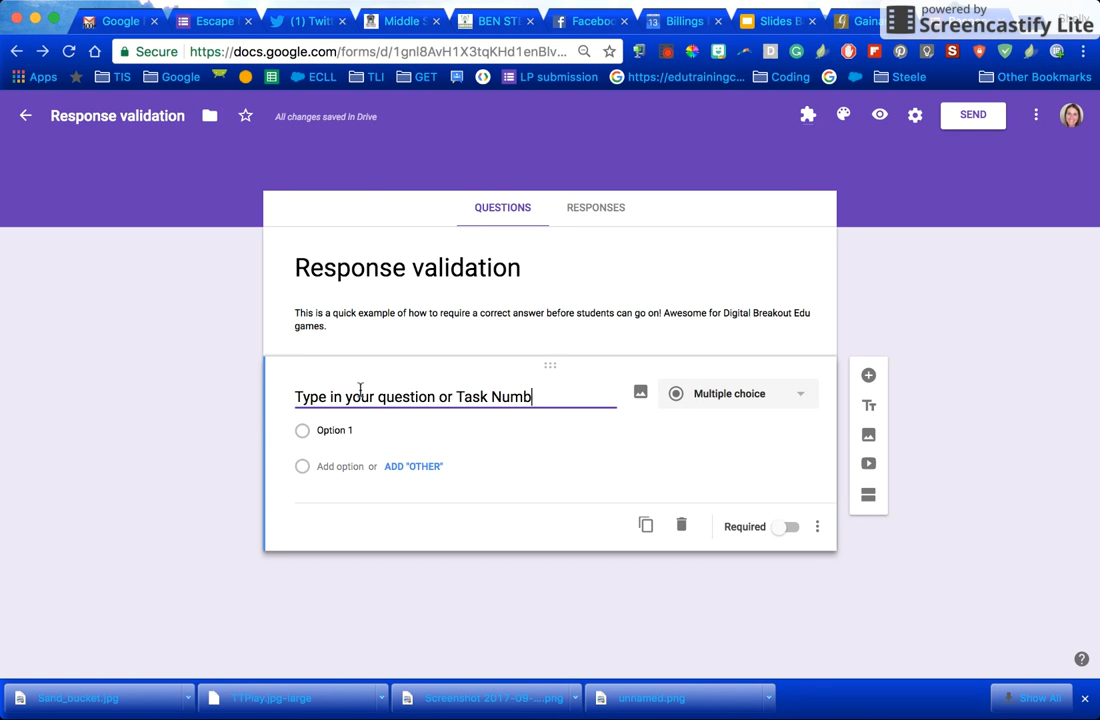 powered by
Screencastify Lite
Google
Escape
(1) Twitt
Middle S
BEN ST
Faceboo
Billings
Slides B
Gaina
Secure
https://docs.google.com/forms/d/1gnl8AvH1X3tqKHd1enBlv...
Apps
TIS
Google
ECLL
TLI
GET
LP submission
https://edutrainingc...
Coding
Steele
Other Bookmarks
Response validation
All changes saved in Drive
SEND
QUESTIONS
RESPONSES
Response validation
This is a quick example of how to require a correct answer before students can go on! Awesome for Digital Breakout Edu
games.
Type in your question or Task Numb
Multiple choice
Option 1
Add option or ADD "OTHER"
Required
Sand_bucket.jpg
TTPlay.jpg-large
Screenshot 2017-09-....png
unnamed.png
Show All